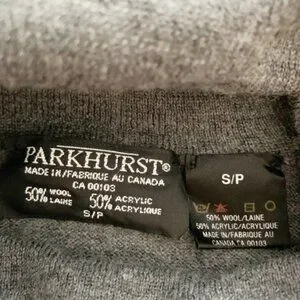 PARKHURST®
MADE IN/FABRIQUE AU CANADA
CA 00103
50% WOOL 50% ACRYLIC
LAINE ACRYLIQUE
S/P
S/P
50% WOOL/LAINE
50% ACRYLIC/ACRYLIQUE
MADE IN/FABRIQUE AU
CANADA CA 00103